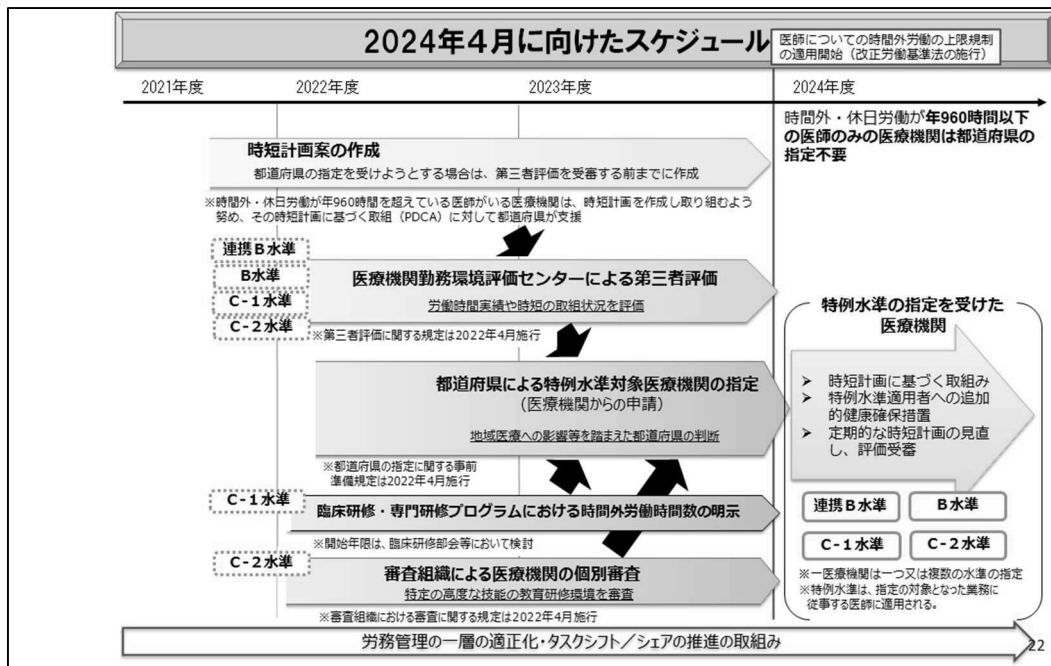 2024年4月に向けたスケジュール
医師についての時間外労働の上限規制
の適用開始（改正労働基準法の施行）
2021年度
2022年度
2023年度
2024年度
時間外・休日労働が年960時間以下
の医師のみの医療機関は都道府県の
指定不要
時短計画案の作成
都道府県の指定を受けようとする場合は、第三者評価を受審する前までに作成
※時間外・休日労働が年960時間を超えている医師がいる医療機関は、時短計画を作成し取り組むよう
努め、その時短計画に基づく取組（PDCA）に対して都道府県が支援
連携B水準
B水準
C-1水準
C-2水準
医療機関勤務環境評価センターによる第三者評価
労働時間実績や時短の取組状況を評価
※第三者評価に関する規定は2022年4月施行
都道府県による特例水準対象医療機関の指定
（医療機関からの申請）
地域医療への影響等を踏まえた都道府県の判断
※都道府県の指定に関する事前
準備規定は2022年4月施行
C-1水準
臨床研修・専門研修プログラムにおける時間外労働時間数の明示
※開始年限は、臨床研修部会等において検討
C-2水準
審査組織による医療機関の個別審査
特定の高度な技能の教育研修環境を審査
※審査組織における審査に関する規定は2022年4月施行
特例水準の指定を受けた
医療機関
➢ 時短計画に基づく取組み
➢ 特例水準適用者への追加
的健康確保措置
➢ 定期的な時短計画の見直
し、評価受審
連携B水準
B水準
C-1水準
C-2水準
※一医療機関は一つ又は複数の水準の指定
※特例水準は、指定の対象となった業務に
従事する医師に適用される。
労務管理の一層の適正化・タスクシフト／シェアの推進の取組み
22